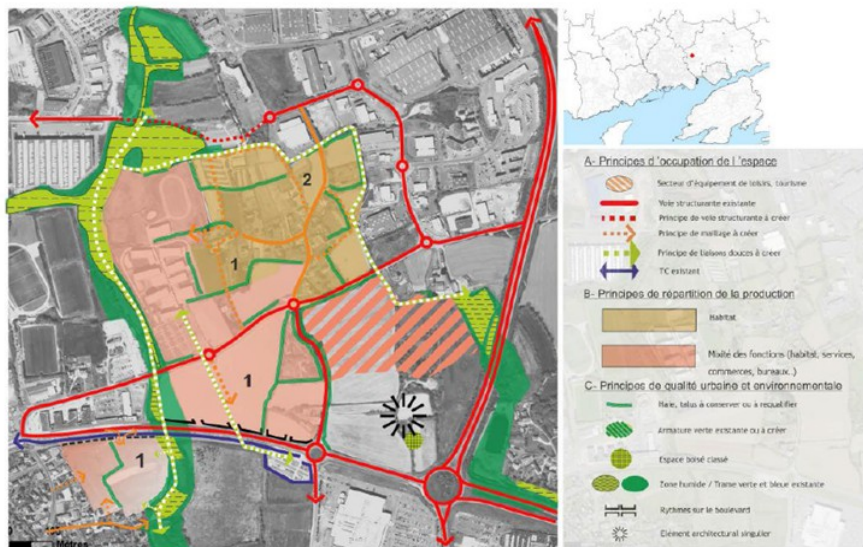 2
1
1
1
Mètres
A- Principes d'occupation de l'espace
Secteur d'équipement de loisirs, tourisme
Voie structurante existante
Principe de voie structurante à créer
Principe de maillage à créer
Principe de liaisons douces à créer
TC existant
B- Principes de répartition de la production
Habitat
Mixité des fonctions (habitat, services,
commerces, bureaux..)
C- Principes de qualité urbaine et environnementale
Haie, talus à conserver ou à requalifier
Armature verte existante ou à créer
Espace boisé classé
Zone humide / Trame verte et bleue existante
Rythmes sur le boulevard
Elément architectural singulier